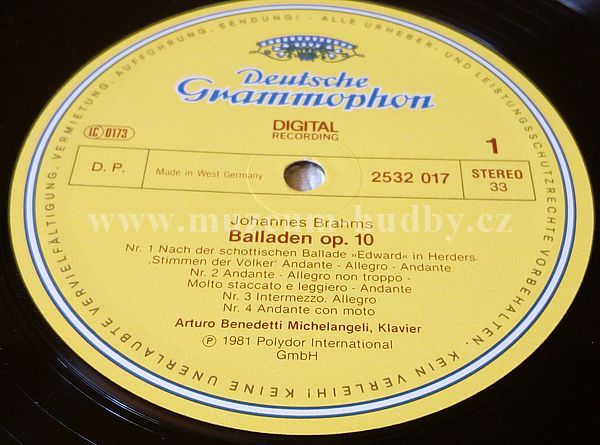 VERMIETUNG, AUFFÜHRUNG, SENDUNG! - ALLE URHEBER- UND LEISTUNGSSCHUTZRECHTE VORBEHALTEN. KEIN VERLEIH! KEINE UNERLAUBTE VERVIELFÄLTIGUNG,
Deutsche
Grammophon
DIGITAL
RECORDING
LC 0173
1
D. P.
Made in West Germany
2532 017
STEREO
33
www.museum-hudby.cz
Johannes Brahms
Balladen op. 10
Nr. 1 Nach der schottischen Ballade »Edward« in Herders
‚Stimmen der Völker‘ Andante - Allegro - Andante
Nr. 2 Andante - Allegro non troppo -
Molto staccato e leggiero - Andante
Nr. 3 Intermezzo. Allegro
Nr. 4 Andante con moto
Arturo Benedetti Michelangeli, Klavier
℗ 1981 Polydor International
GmbH